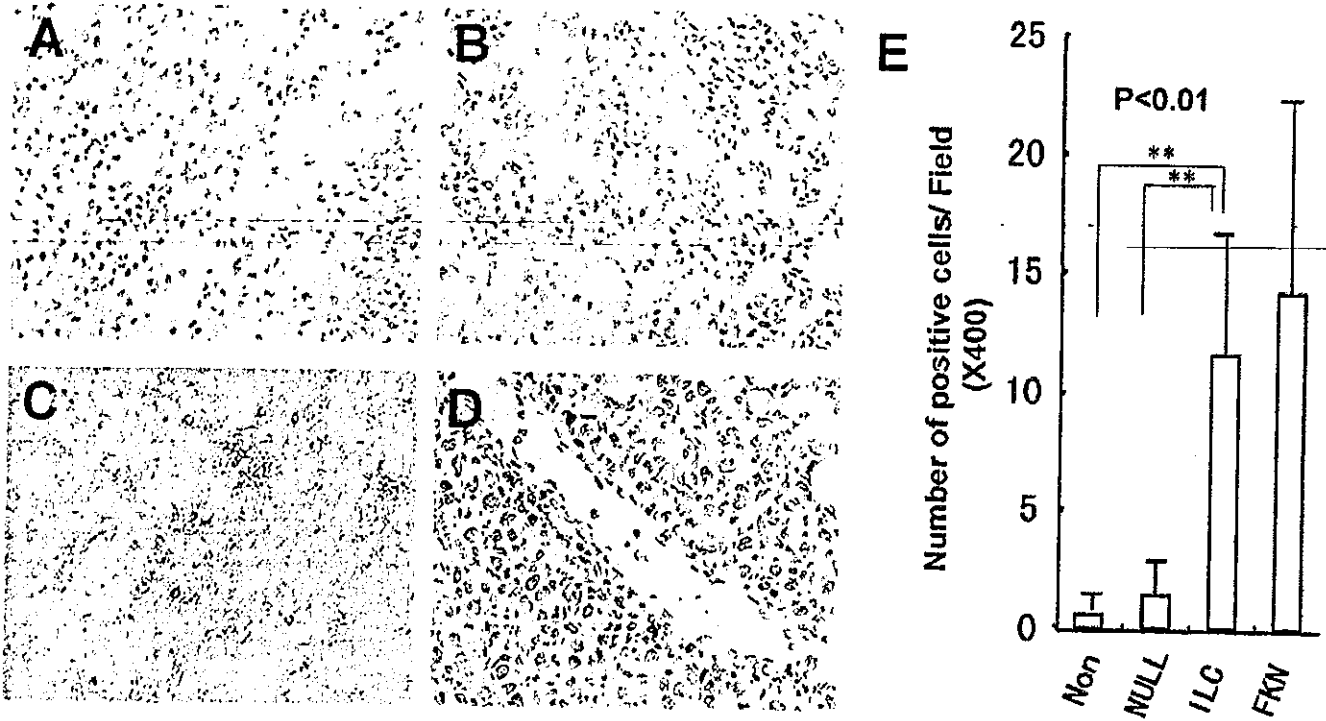 A
B
C
D
E
Number of positive cells/ Field
(X400)
25
20
15
10
5
0
P<0.01
**
**
Non
NULL
ILC
FKN